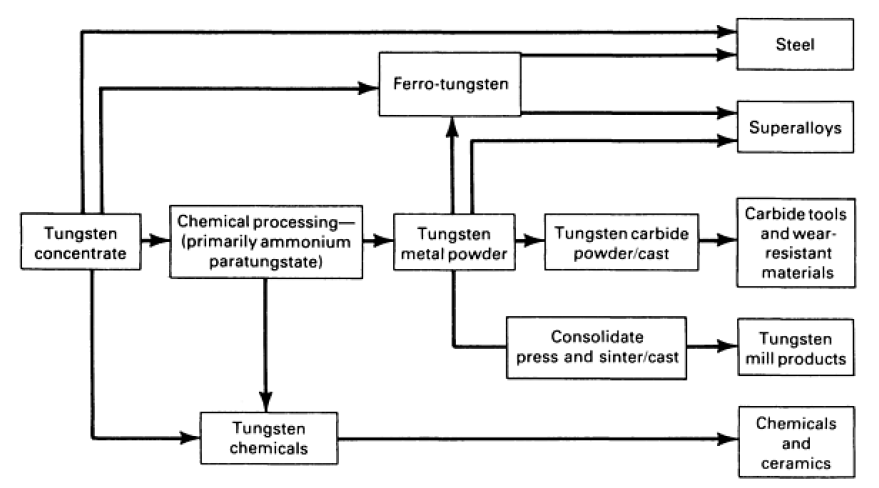 Steel
Ferro-tungsten
Superalloys
Tungsten
concentrate
Chemical processing—
(primarily ammonium
paratungstate)
Tungsten
metal powder
Tungsten carbide
powder/cast
Carbide tools
and wear-
resistant
materials
Consolidate
press and sinter/cast
Tungsten
mill products
Tungsten
chemicals
Chemicals
and
ceramics